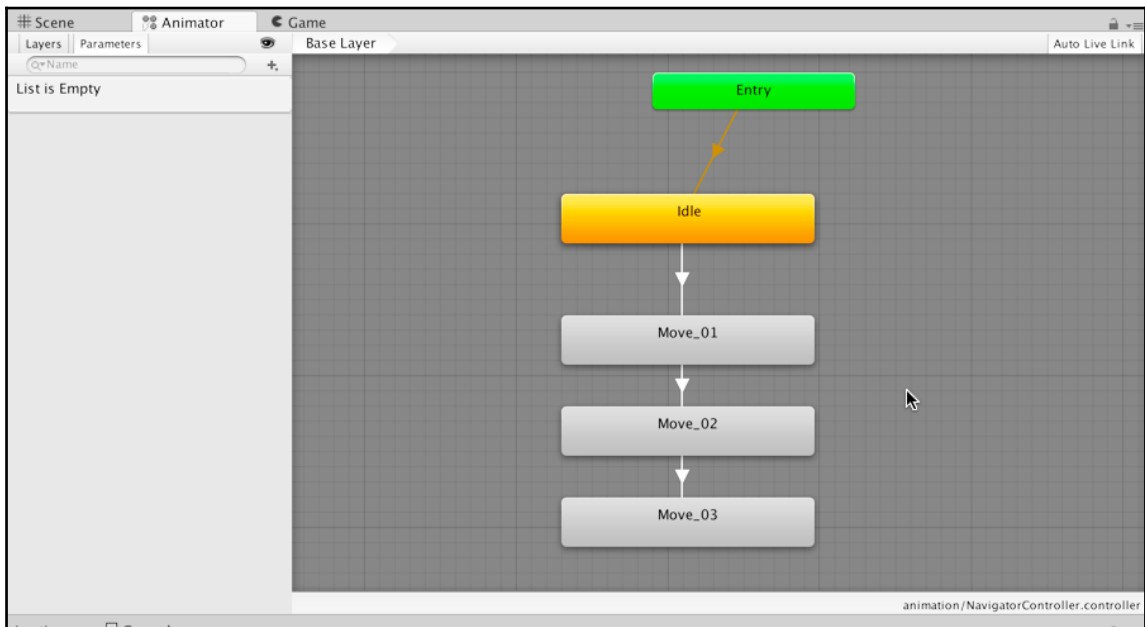 Scene Animator Game
Layers Parameters Base Layer Auto Live Link
Name
List is Empty
Entry
Idle
Move_01
Move_02
Move_03
animation/NavigatorController.controller